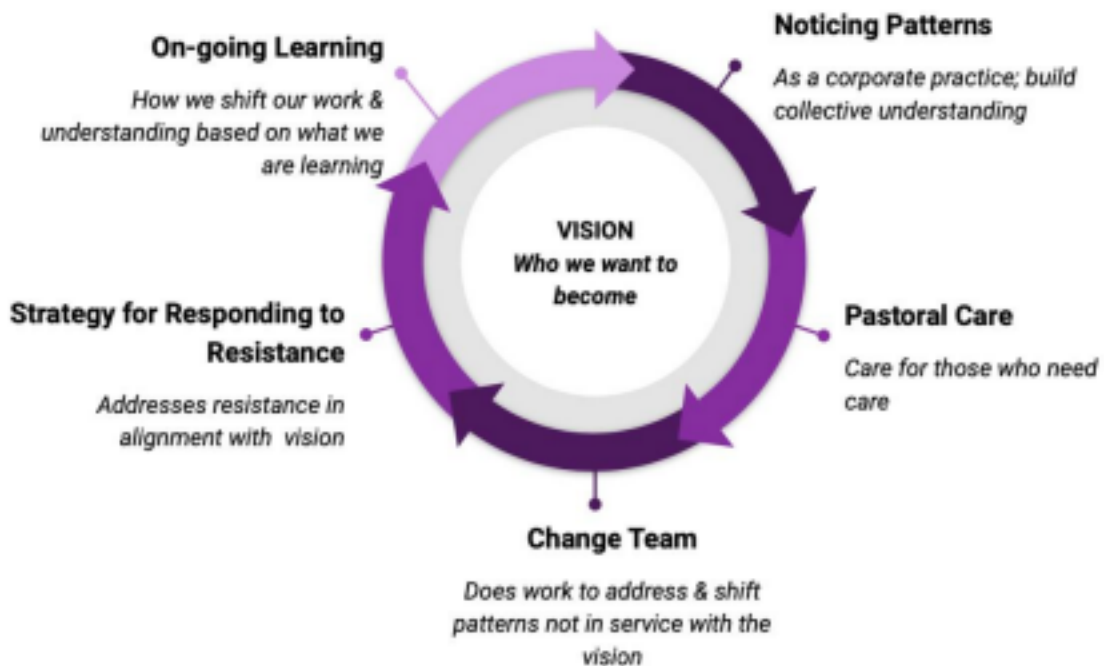 On-going Learning
How we shift our work &
understanding based on what we
are learning
Noticing Patterns
As a corporate practice; build
collective understanding
VISION
Who we want to
become
Strategy for Responding to
Resistance
Addresses resistance in
alignment with vision
Pastoral Care
Care for those who need
care
Change Team
Does work to address & shift
patterns not in service with the
vision